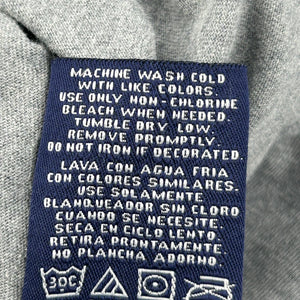 MACHINE WASH COLD
WITH LIKE COLORS.
USE ONLY NON-CHLORINE
BLEACH WHEN NEEDED.
TUMBLE DRY LOW.
REMOVE PROMPTLY.
DO NOT IRON IF DECORATED.
LAVA CON AGUA FRIA
CON COLORES SIMILARES.
USE SOLAMENTE
BLANQUEADOR SIN CLORO
CUANDO SE NECESITE.
SECA EN CICLO LENTO.
RETIRA PRONTAMENTE.
NO PLANCHA ADORNO.
30C